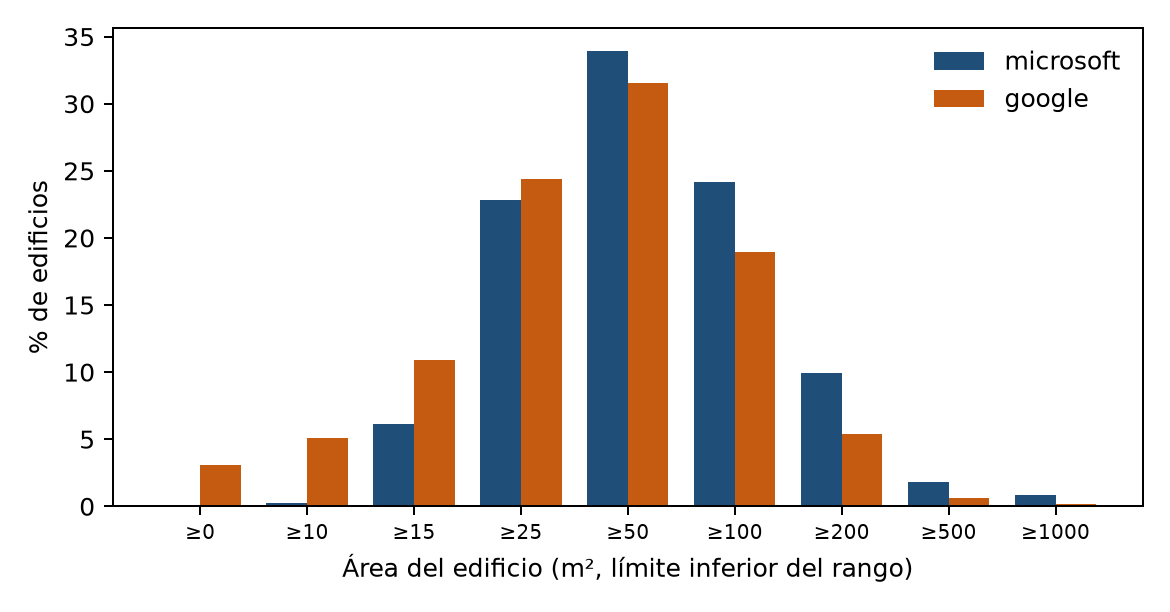 35
30
25
20
15
10
5
0
% de edificios
microsoft
google
≥0 ≥10 ≥15 ≥25 ≥50 ≥100 ≥200 ≥500 ≥1000
Área del edificio (m², límite inferior del rango)